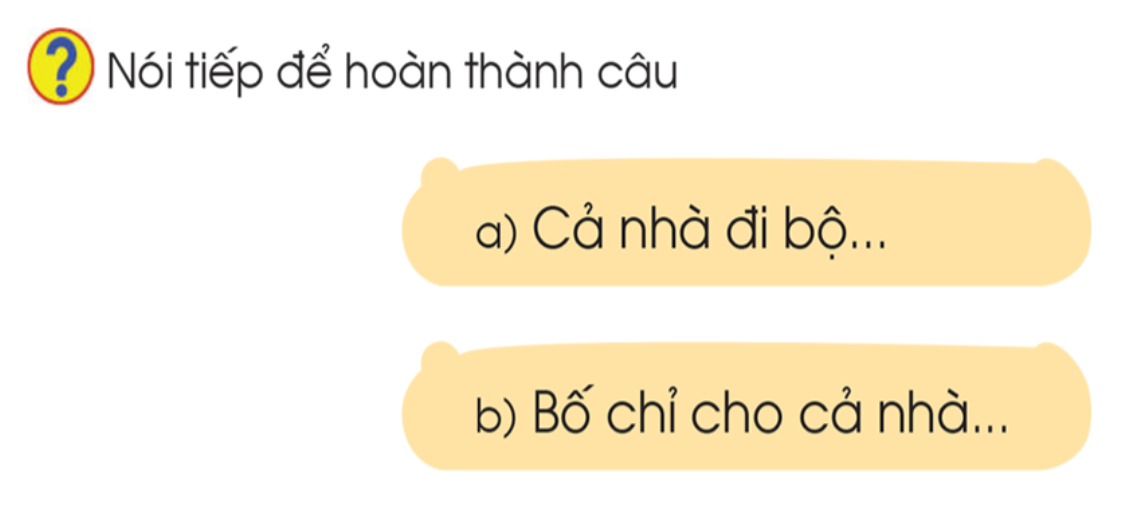 ? Nói tiếp để hoàn thành câu
a) Cả nhà đi bộ...
b) Bố chỉ cho cả nhà...